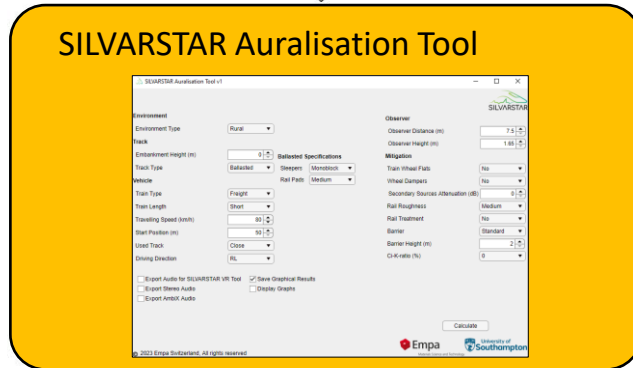 SILVARSTAR Auralisation Tool
SILVARSTAR Auralisation Tool v1
SILVARSTAR
Environment
Environment Type Rural
Track
Embankment Height (m) 0
Track Type Ballasted
Ballasted Specifications
Sleepers Monoblock
Rail Pads Medium
Vehicle
Train Type Freight
Train Length Short
Travelling Speed (km/h) 80
Start Position (m) 50
Used Track Close
Driving Direction RL
Export Audio for SILVARSTAR VR Tool
Save Graphical Results
Export Stereo Audio
Display Graphs
Export AmbiX Audio
Observer
Observer Distance (m) 7.5
Observer Height (m) 1.65
Mitigation
Train Wheel Flats No
Wheel Dampers No
Secondary Sources Attenuation (dB) 0
Rail Roughness Medium
Rail Treatment No
Barrier Standard
Barrier Height (m) 2
CI-K-ratio (%) 0
Calculate
Empa
Materials Science and Technology
University of
Southampton
© 2023 Empa Switzerland. All rights reserved